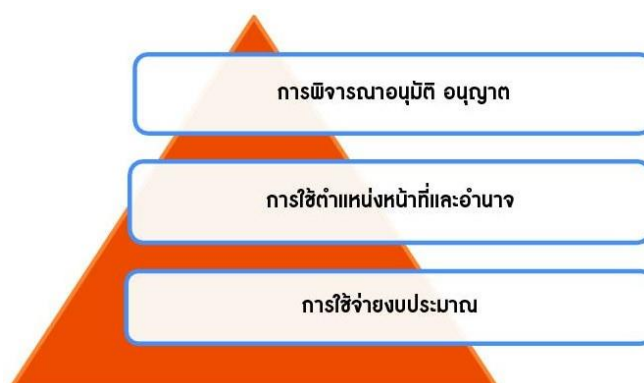 การพิจารณาอนุมัติ อนุญาต
การใช้ตำแหน่งหน้าที่และอำนาจ
การใช้จ่ายงบประมาณ